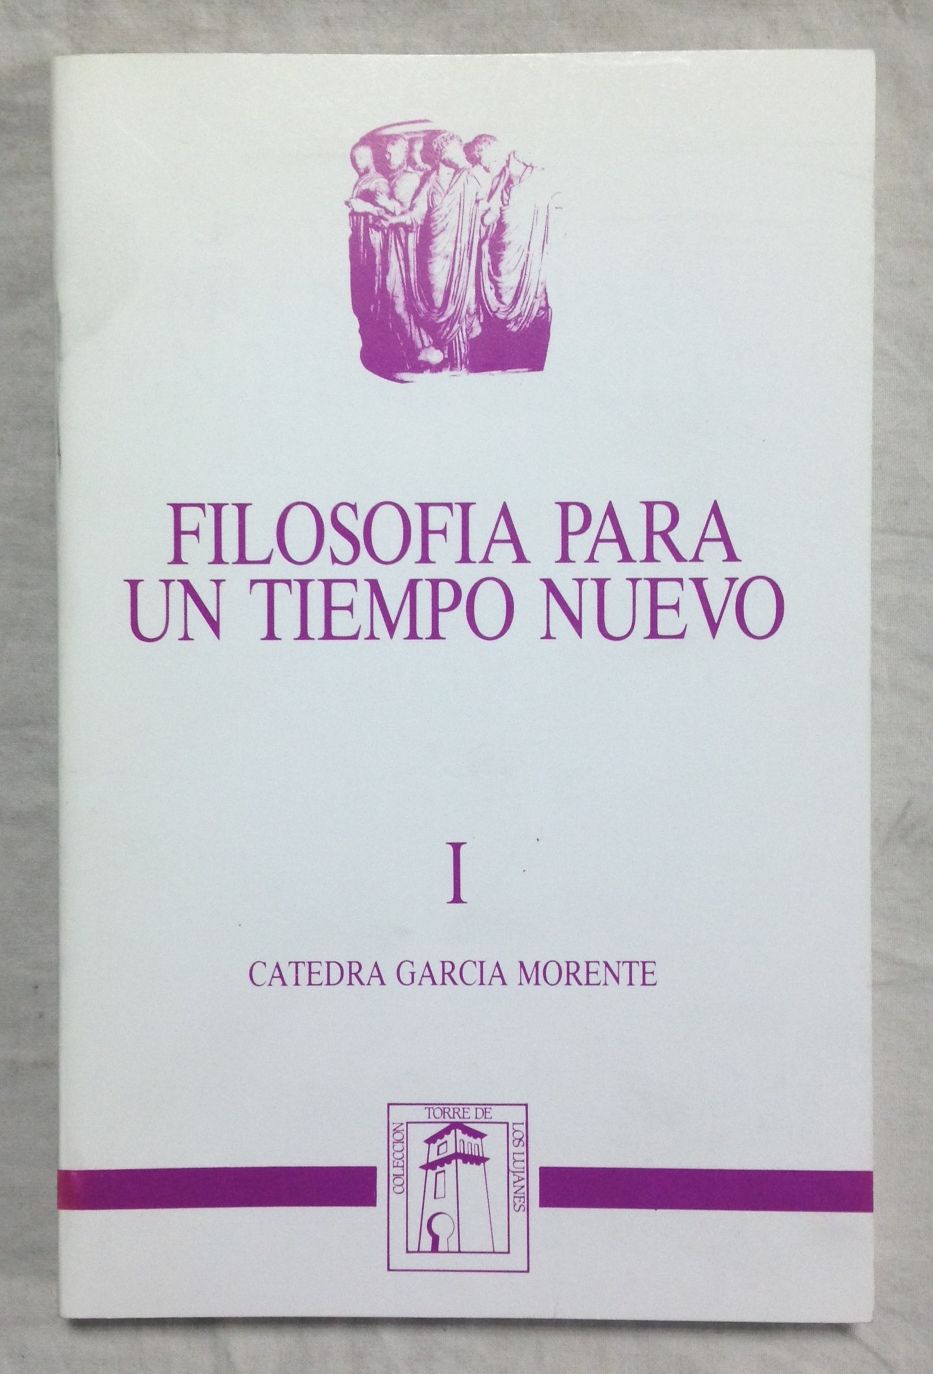 FILOSOFIA PARA
UN TIEMPO NUEVO
I
CATEDRA GARCIA MORENTE
COLECCION
TORRE DE
LOS LUJANES